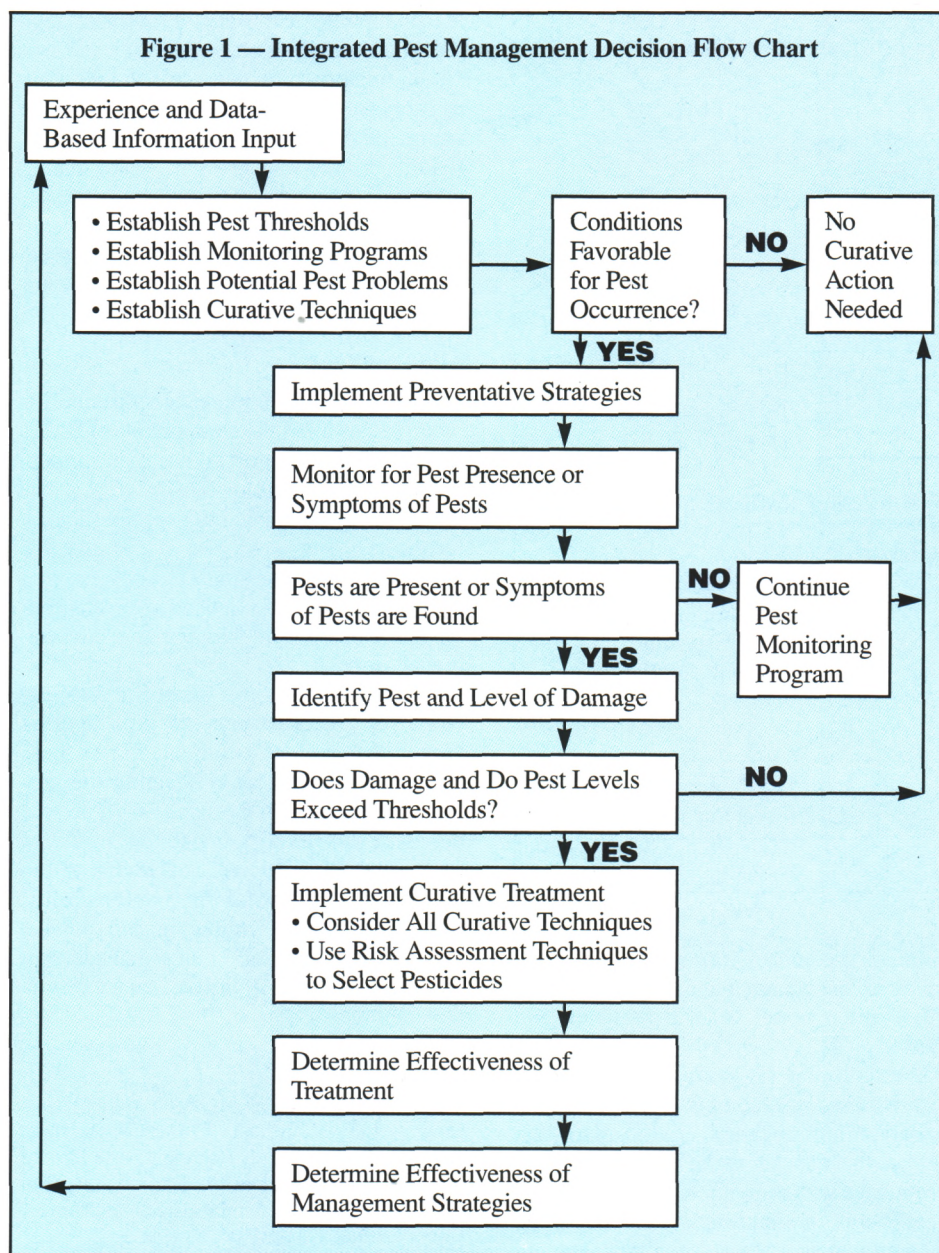 Figure 1 — Integrated Pest Management Decision Flow Chart
Experience and Data-
Based Information Input
• Establish Pest Thresholds
• Establish Monitoring Programs
• Establish Potential Pest Problems
• Establish Curative Techniques
Conditions
Favorable
for Pest
Occurrence?
NO
No
Curative
Action
Needed
YES
Implement Preventative Strategies
Monitor for Pest Presence or
Symptoms of Pests
Pests are Present or Symptoms
of Pests are Found
NO
Continue
Pest
Monitoring
Program
YES
Identify Pest and Level of Damage
Does Damage and Do Pest Levels
Exceed Thresholds?
NO
YES
Implement Curative Treatment
• Consider All Curative Techniques
• Use Risk Assessment Techniques
to Select Pesticides
Determine Effectiveness of
Treatment
Determine Effectiveness of
Management Strategies